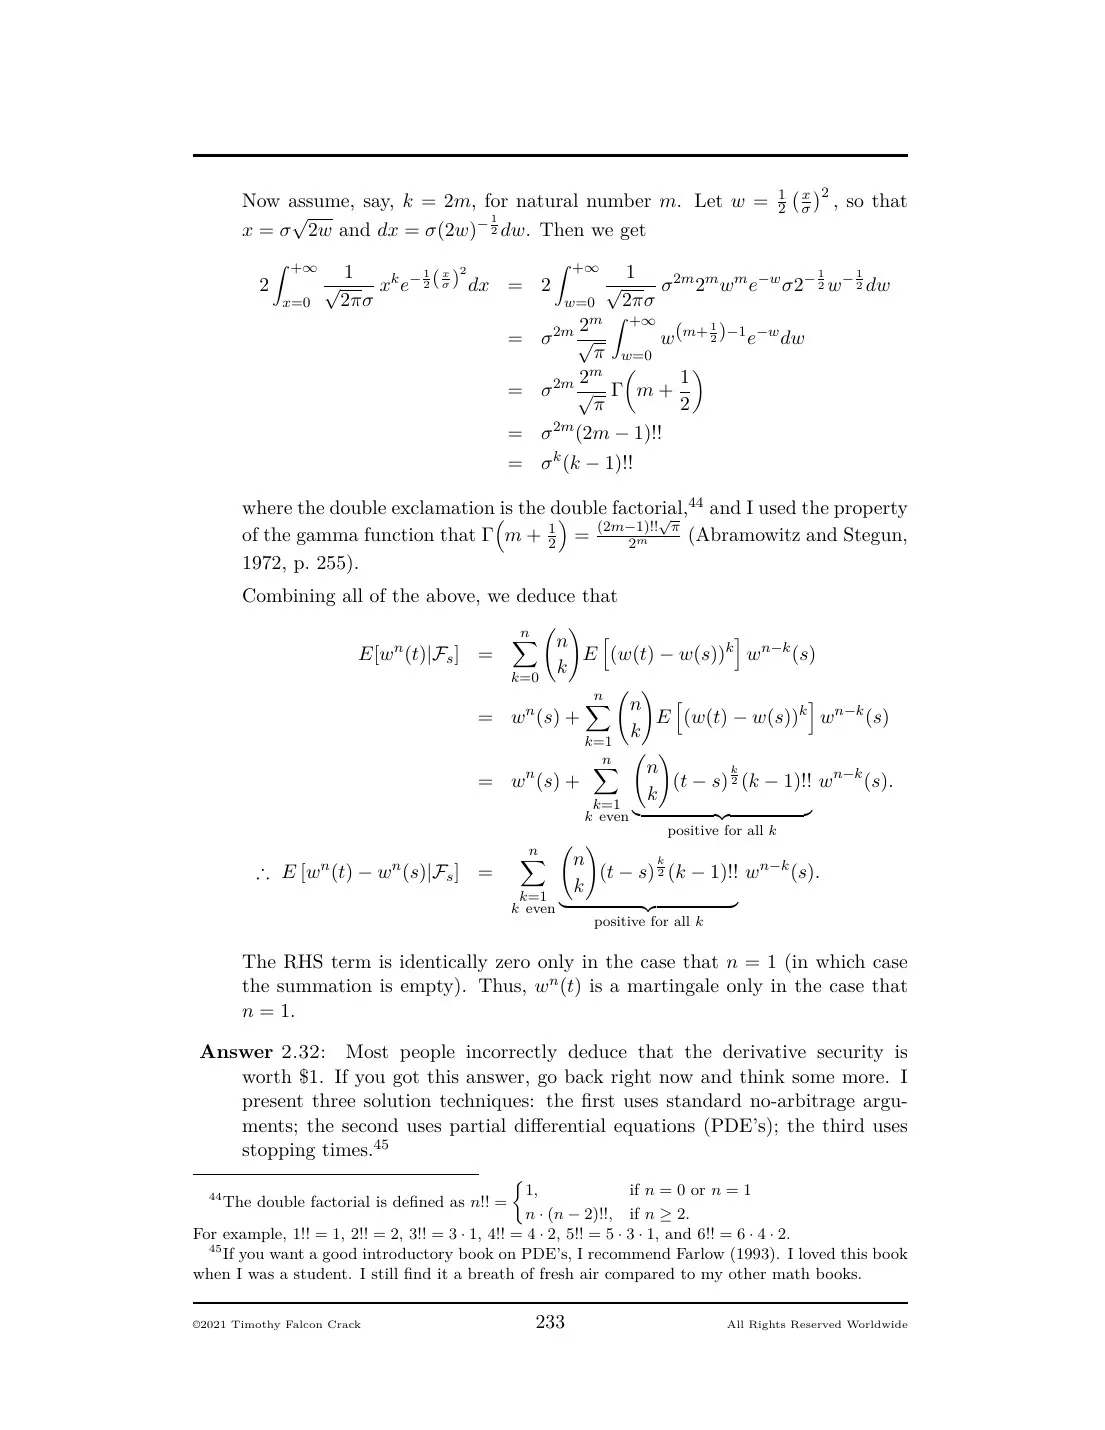 Now assume, say, k = 2m, for natural number m. Let w = 1/2 (x/σ)², so that
x = σ√(2w) and dx = σ(2w)^(−1/2) dw. Then we get
2 ∫_{x=0}^{+∞} 1/(√(2π)σ) x^k e^(−1/2 (x/σ)²) dx = 2 ∫_{w=0}^{+∞} 1/(√(2π)σ) σ^(2m) 2^m w^m e^(−w) σ 2^(−1/2) w^(−1/2) dw
= σ^(2m) 2^m/√π ∫_{w=0}^{+∞} w^((m+1/2)−1) e^(−w) dw
= σ^(2m) 2^m/√π Γ(m + 1/2)
= σ^(2m) (2m − 1)!!
= σ^k (k − 1)!!
where the double exclamation is the double factorial,⁴⁴ and I used the property
of the gamma function that Γ(m + 1/2) = (2m−1)!!√π / 2^m (Abramowitz and Stegun,
1972, p. 255).
Combining all of the above, we deduce that
E[w^n(t)|F_s] = ∑_{k=0}^{n} (n k) E[(w(t) − w(s))^k] w^(n−k)(s)
= w^n(s) + ∑_{k=1}^{n} (n k) E[(w(t) − w(s))^k] w^(n−k)(s)
= w^n(s) + ∑_{k=1, k even}^{n} (n k) (t − s)^(k/2) (k − 1)!! w^(n−k)(s).
positive for all k
∴ E[w^n(t) − w^n(s)|F_s] = ∑_{k=1, k even}^{n} (n k) (t − s)^(k/2) (k − 1)!! w^(n−k)(s).
positive for all k
The RHS term is identically zero only in the case that n = 1 (in which case
the summation is empty). Thus, w^n(t) is a martingale only in the case that
n = 1.
Answer 2.32: Most people incorrectly deduce that the derivative security is
worth $1. If you got this answer, go back right now and think some more. I
present three solution techniques: the first uses standard no-arbitrage argu-
ments; the second uses partial differential equations (PDE's); the third uses
stopping times.⁴⁵
⁴⁴The double factorial is defined as n!! = { 1, if n = 0 or n = 1
n · (n − 2)!!, if n ≥ 2.
For example, 1!! = 1, 2!! = 2, 3!! = 3 · 1, 4!! = 4 · 2, 5!! = 5 · 3 · 1, and 6!! = 6 · 4 · 2.
⁴⁵If you want a good introductory book on PDE's, I recommend Farlow (1993). I loved this book
when I was a student. I still find it a breath of fresh air compared to my other math books.
©2021 Timothy Falcon Crack 233 All Rights Reserved Worldwide